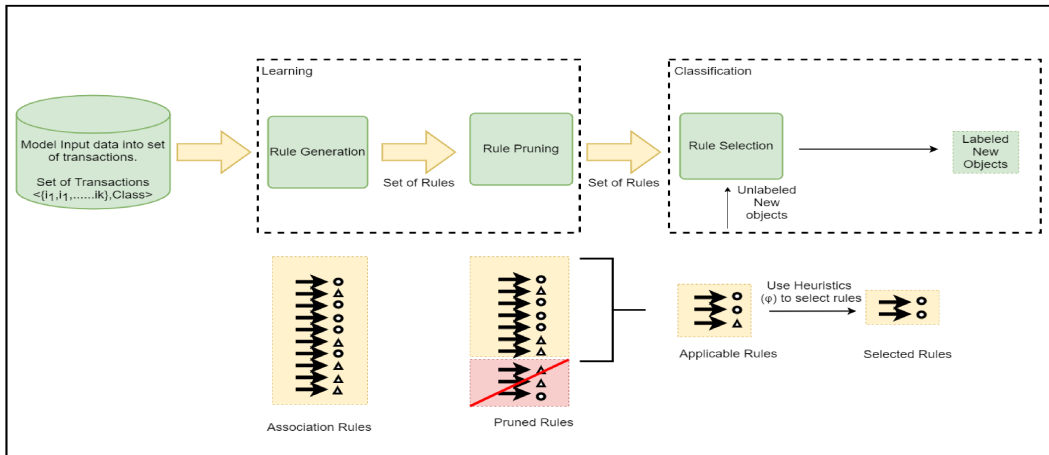 Learning
Classification
Model Input data into set
of transactions.
Set of Transactions
<{i1,i1,......ik},Class>
Rule Generation
Set of Rules
Rule Pruning
Set of Rules
Rule Selection
Unlabeled
New
objects
Labeled
New
Objects
Association Rules
Pruned Rules
Applicable Rules
Use Heuristics
(φ) to select rules
Selected Rules